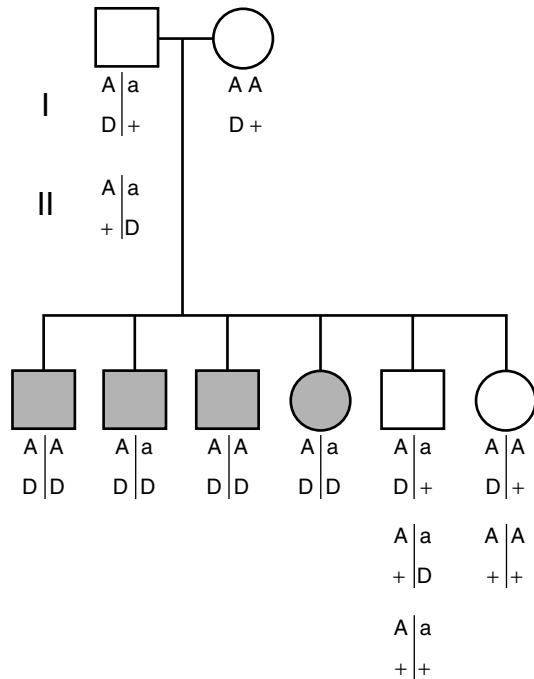 A a A A
I
D + D +
A a
II
+ D
A A A a A A A a A a A A
D D D D D D D D D + D +
A a A A
+ D + +
A a
+ +